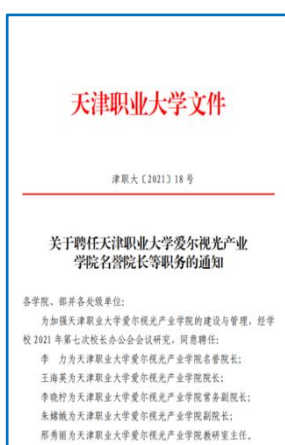 天津职业大学文件
津职大〔2021〕18号
关于聘任天津职业大学爱尔视光产业
学院名誉院长等职务的通知
各学院、部并各处级单位:
为加强天津职业大学爱尔视光产业学院的建设与管理，经学
校2021年第七次校长办公会会议研究，同意聘任:
李 力为天津职业大学爱尔视光产业学院名誉院长;
王海英为天津职业大学爱尔视光产业学院院长;
李晓柠为天津职业大学爱尔视光产业学院常务副院长;
朱嫦娥为天津职业大学爱尔视光产业学院副院长;
邢秀丽为天津职业大学爱尔视光产业学院教研室主任。